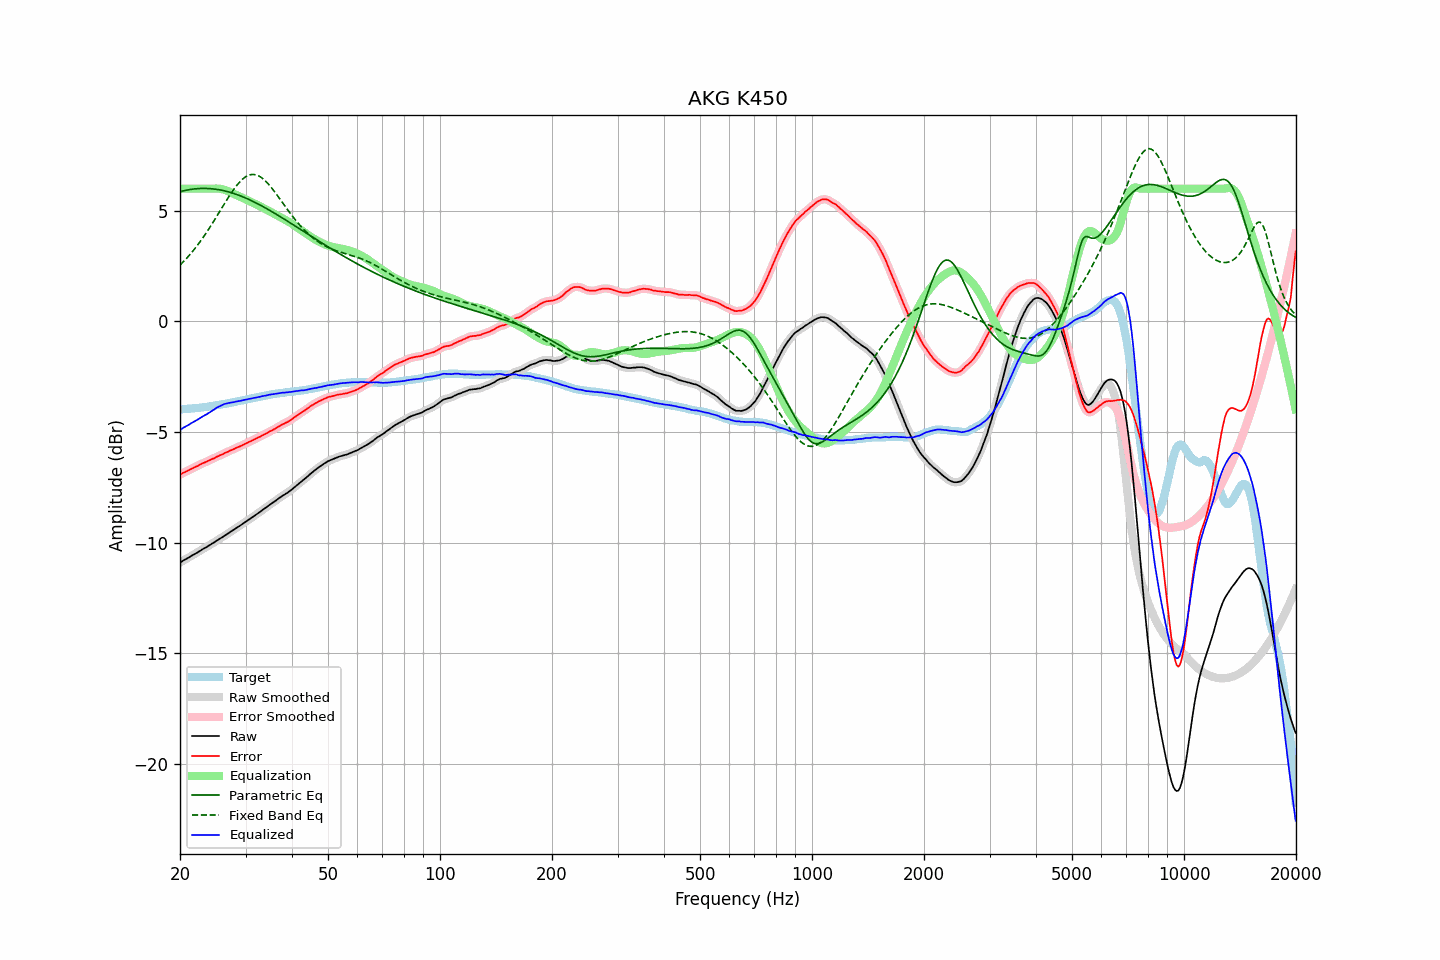 AKG K450
Amplitude (dBr)
5
0
−5
−10
−15
−20
Target
Raw Smoothed
Error Smoothed
Raw
Error
Equalization
Parametric Eq
Fixed Band Eq
Equalized
20 50 100 200 500 1000 2000 5000 10000 20000
Frequency (Hz)